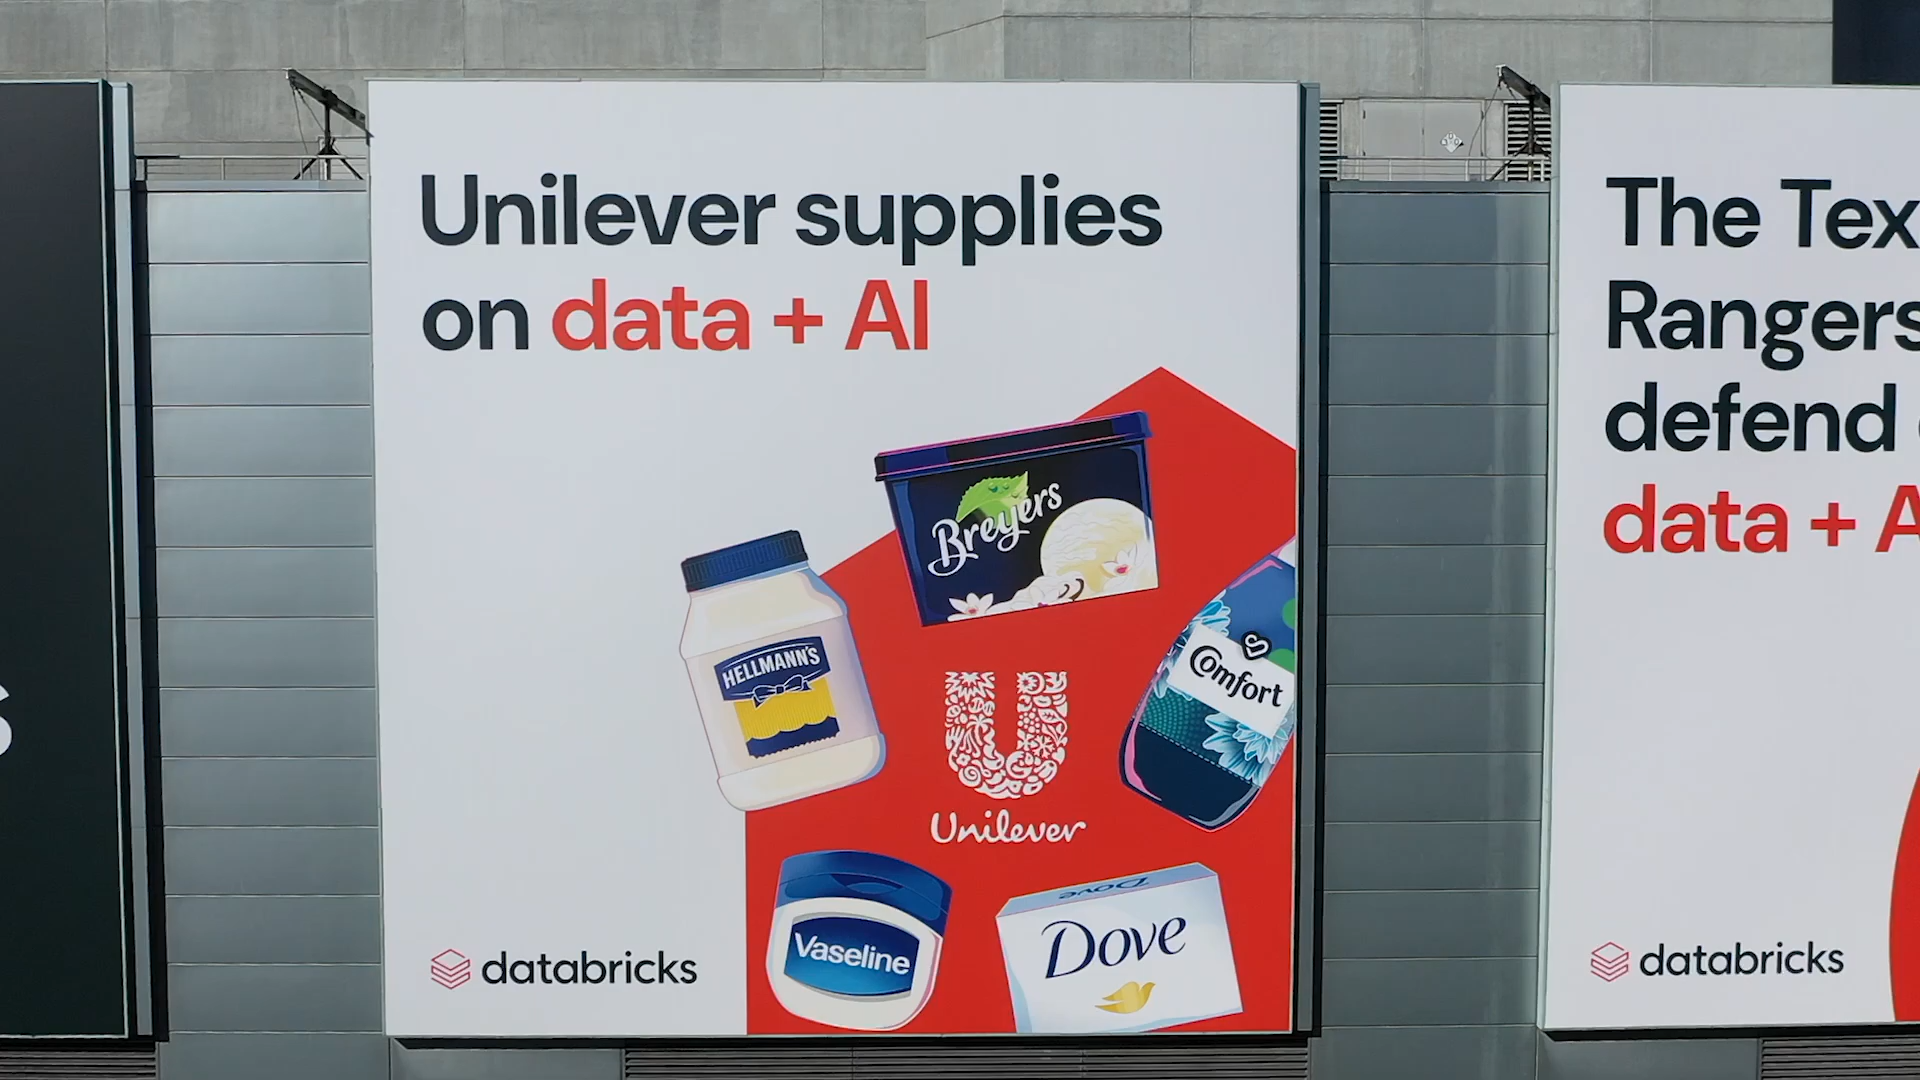 Unilever supplies
on data + AI
Breyers
HELLMANN'S
Comfort
Unilever
Vaseline
Dove
Dove
databricks
The Tex
Rangers
defend
data + A
databricks